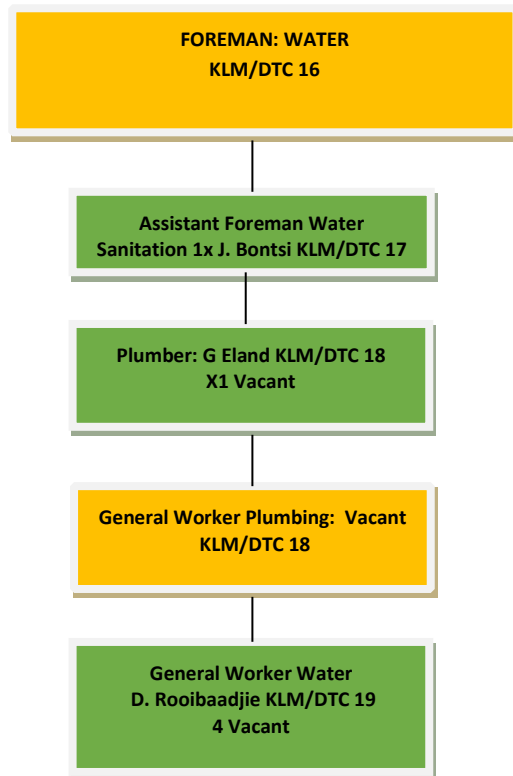 FOREMAN: WATER
KLM/DTC 16
Assistant Foreman Water
Sanitation 1x J. Bontsi KLM/DTC 17
Plumber: G Eland KLM/DTC 18
X1 Vacant
General Worker Plumbing: Vacant
KLM/DTC 18
General Worker Water
D. Rooibaadjie KLM/DTC 19
4 Vacant